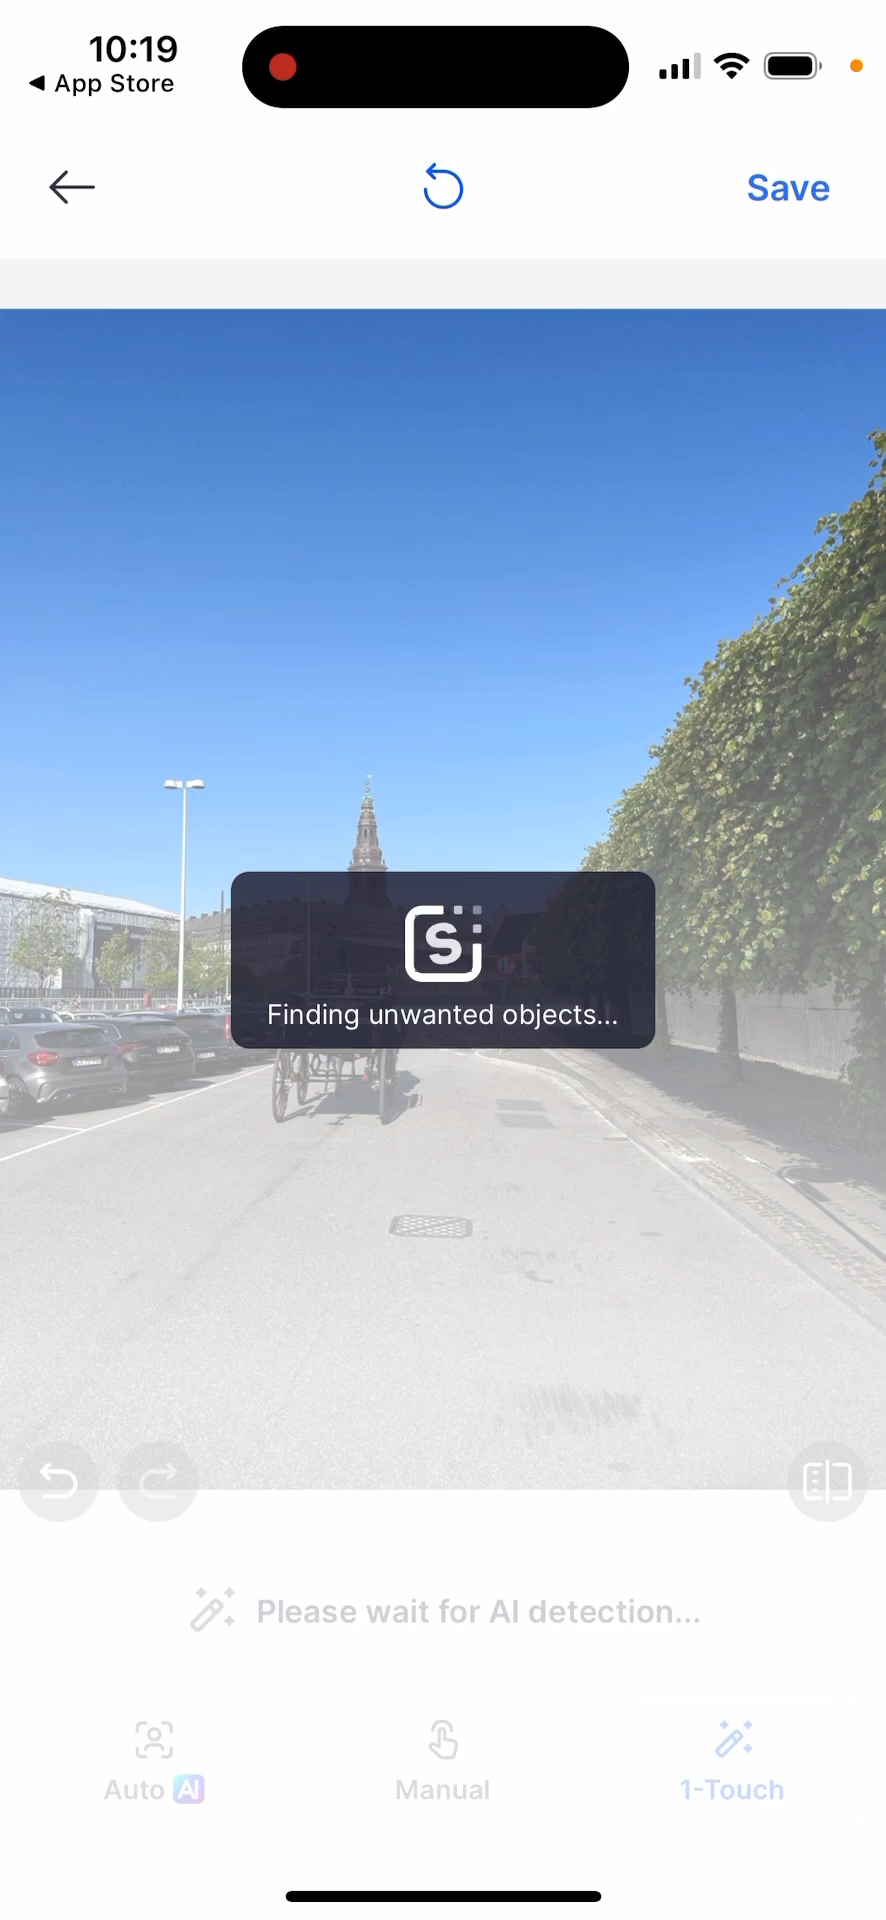 10:19
◀ App Store
Save
S
Finding unwanted objects...
Please wait for AI detection...
Auto AI
Manual
1-Touch